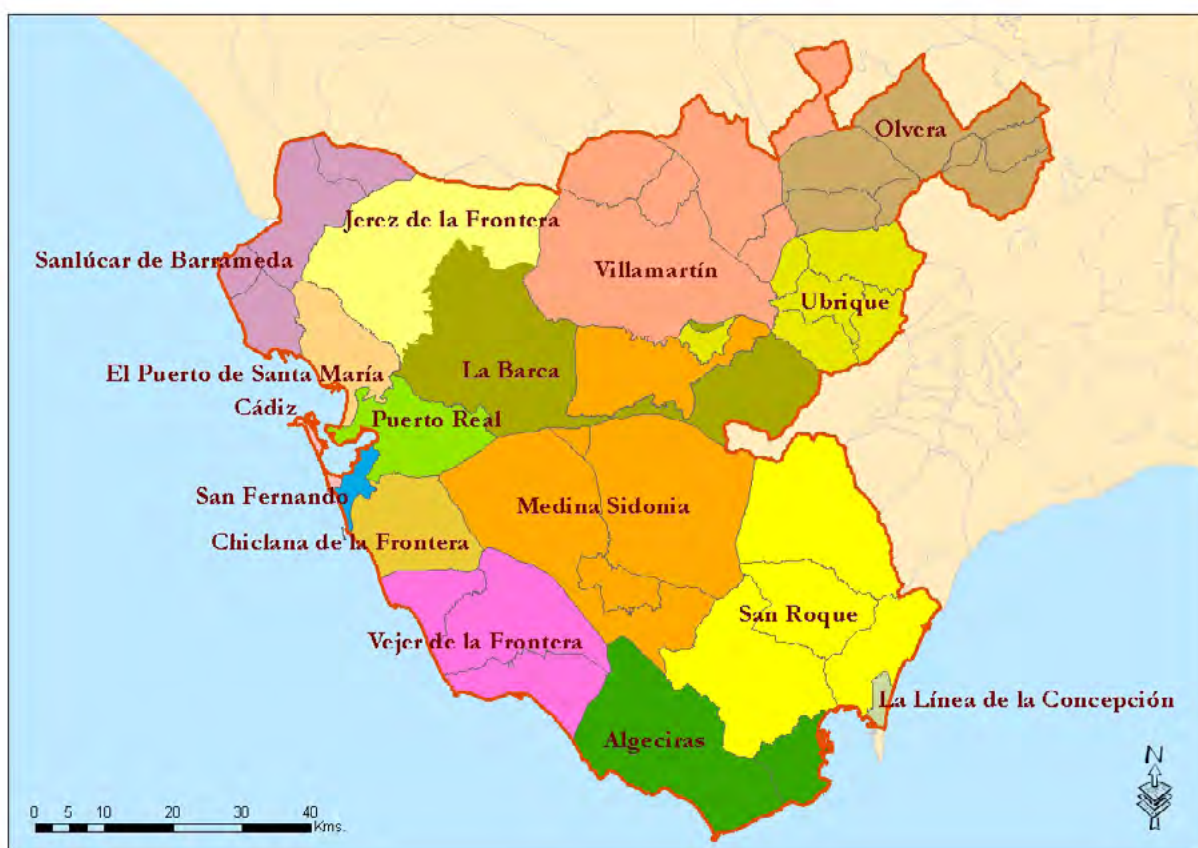 Olvera
Jerez de la Frontera
Sanlúcar de Barrameda
Villamartín
Ubrique
El Puerto de Santa María
La Barca
Cádiz
Puerto Real
San Fernando
Medina Sidonia
Chiclana de la Frontera
San Roque
Vejer de la Frontera
La Línea de la Concepción
Algeciras
N
0 5 10 20 30 40
Kms.